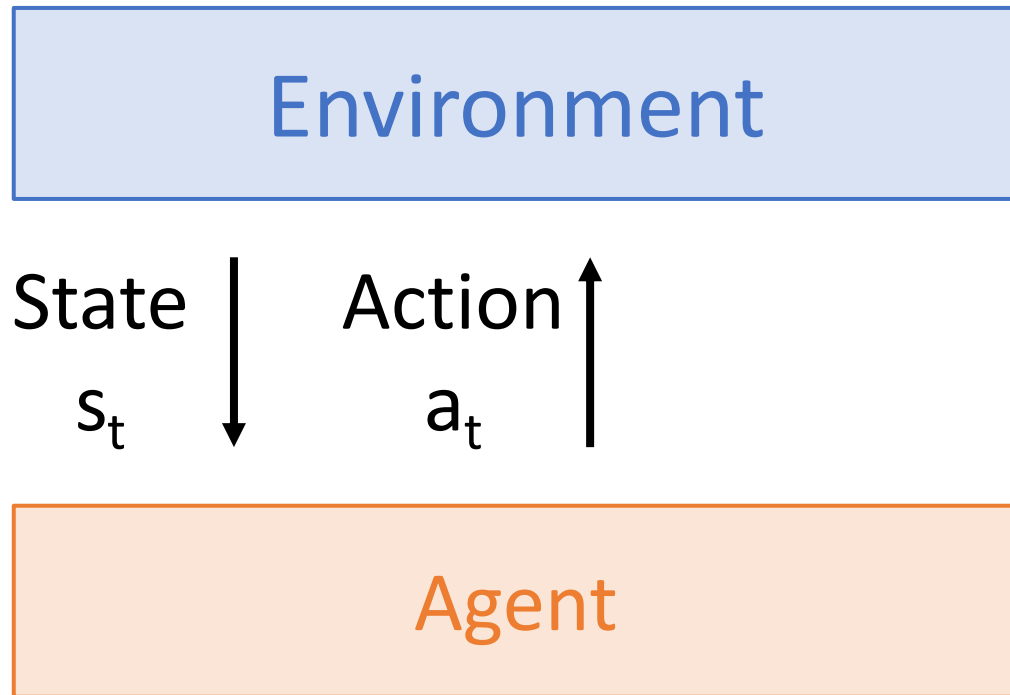 Environment
State Action
sₜ aₜ
Agent